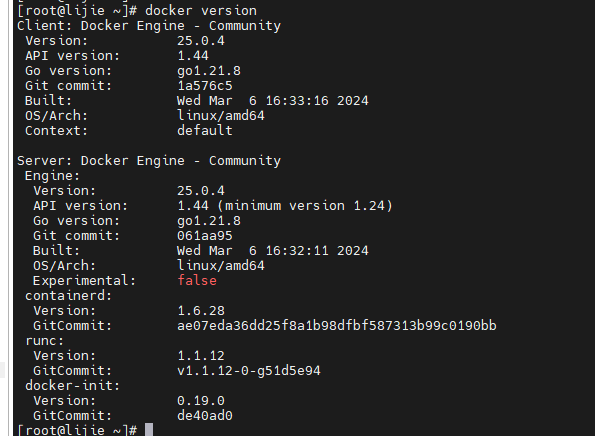 [root@lijie ~]# docker version
Client: Docker Engine - Community
 Version:           25.0.4
 API version:       1.44
 Go version:        go1.21.8
 Git commit:        1a576c5
 Built:             Wed Mar  6 16:33:16 2024
 OS/Arch:           linux/amd64
 Context:           default

Server: Docker Engine - Community
 Engine:
  Version:          25.0.4
  API version:      1.44 (minimum version 1.24)
  Go version:       go1.21.8
  Git commit:       061aa95
  Built:            Wed Mar  6 16:32:11 2024
  OS/Arch:          linux/amd64
  Experimental:     false
 containerd:
  Version:          1.6.28
  GitCommit:        ae07eda36dd25f8a1b98dfbf587313b99c0190bb
 runc:
  Version:          1.1.12
  GitCommit:        v1.1.12-0-g51d5e94
 docker-init:
  Version:          0.19.0
  GitCommit:        de40ad0
[root@lijie ~]#